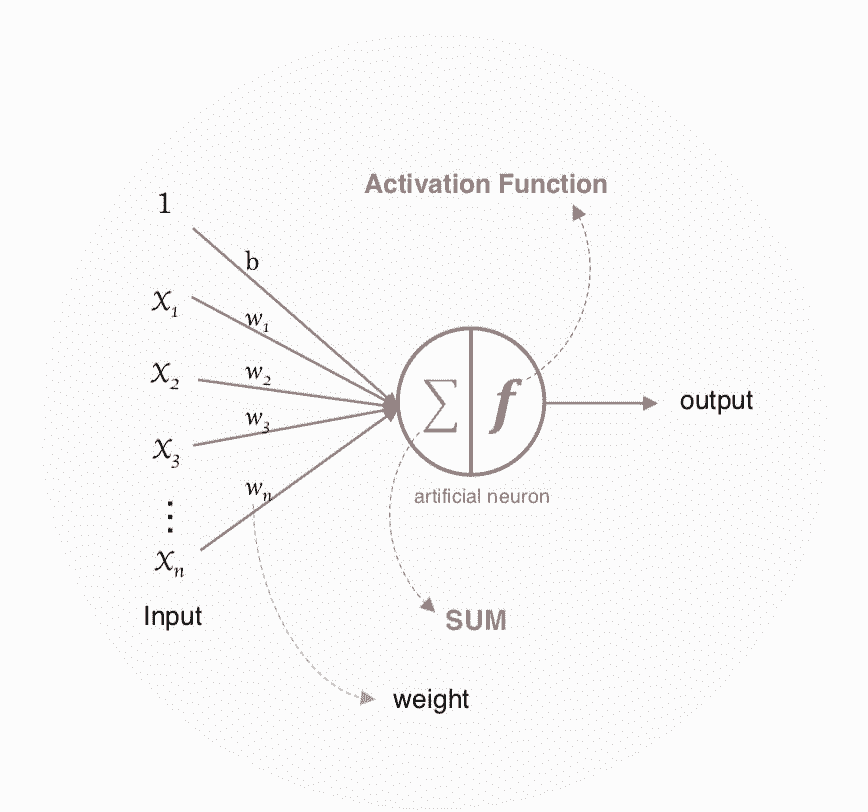 Activation Function
1
b
x₁
w₁
x₂
w₂
x₃
w₃
⋮
xₙ
wₙ
Σ
f
output
artificial neuron
Input
SUM
weight